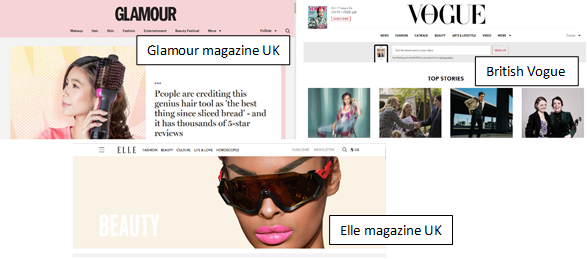 GLAMOUR
Makeup Hair Entertainment Beauty Festival More
Follow
Glamour magazine UK
People are crediting this
genius hair tool as 'the best
thing since sliced bread' - and
it has thousands of 5-star
reviews
VOGUE
SUBSCRIBE
NEWS FASHION CATWALK BEAUTY ARTS & LIFESTYLE VIDEO MORE
SIGN UP
TOP STORIES
British Vogue
ELLE FASHION BEAUTY CULTURE LIFE & LOVE HOROSCOPES
SUBSCRIBE NEWSLETTER
BEAUTY
Elle magazine UK